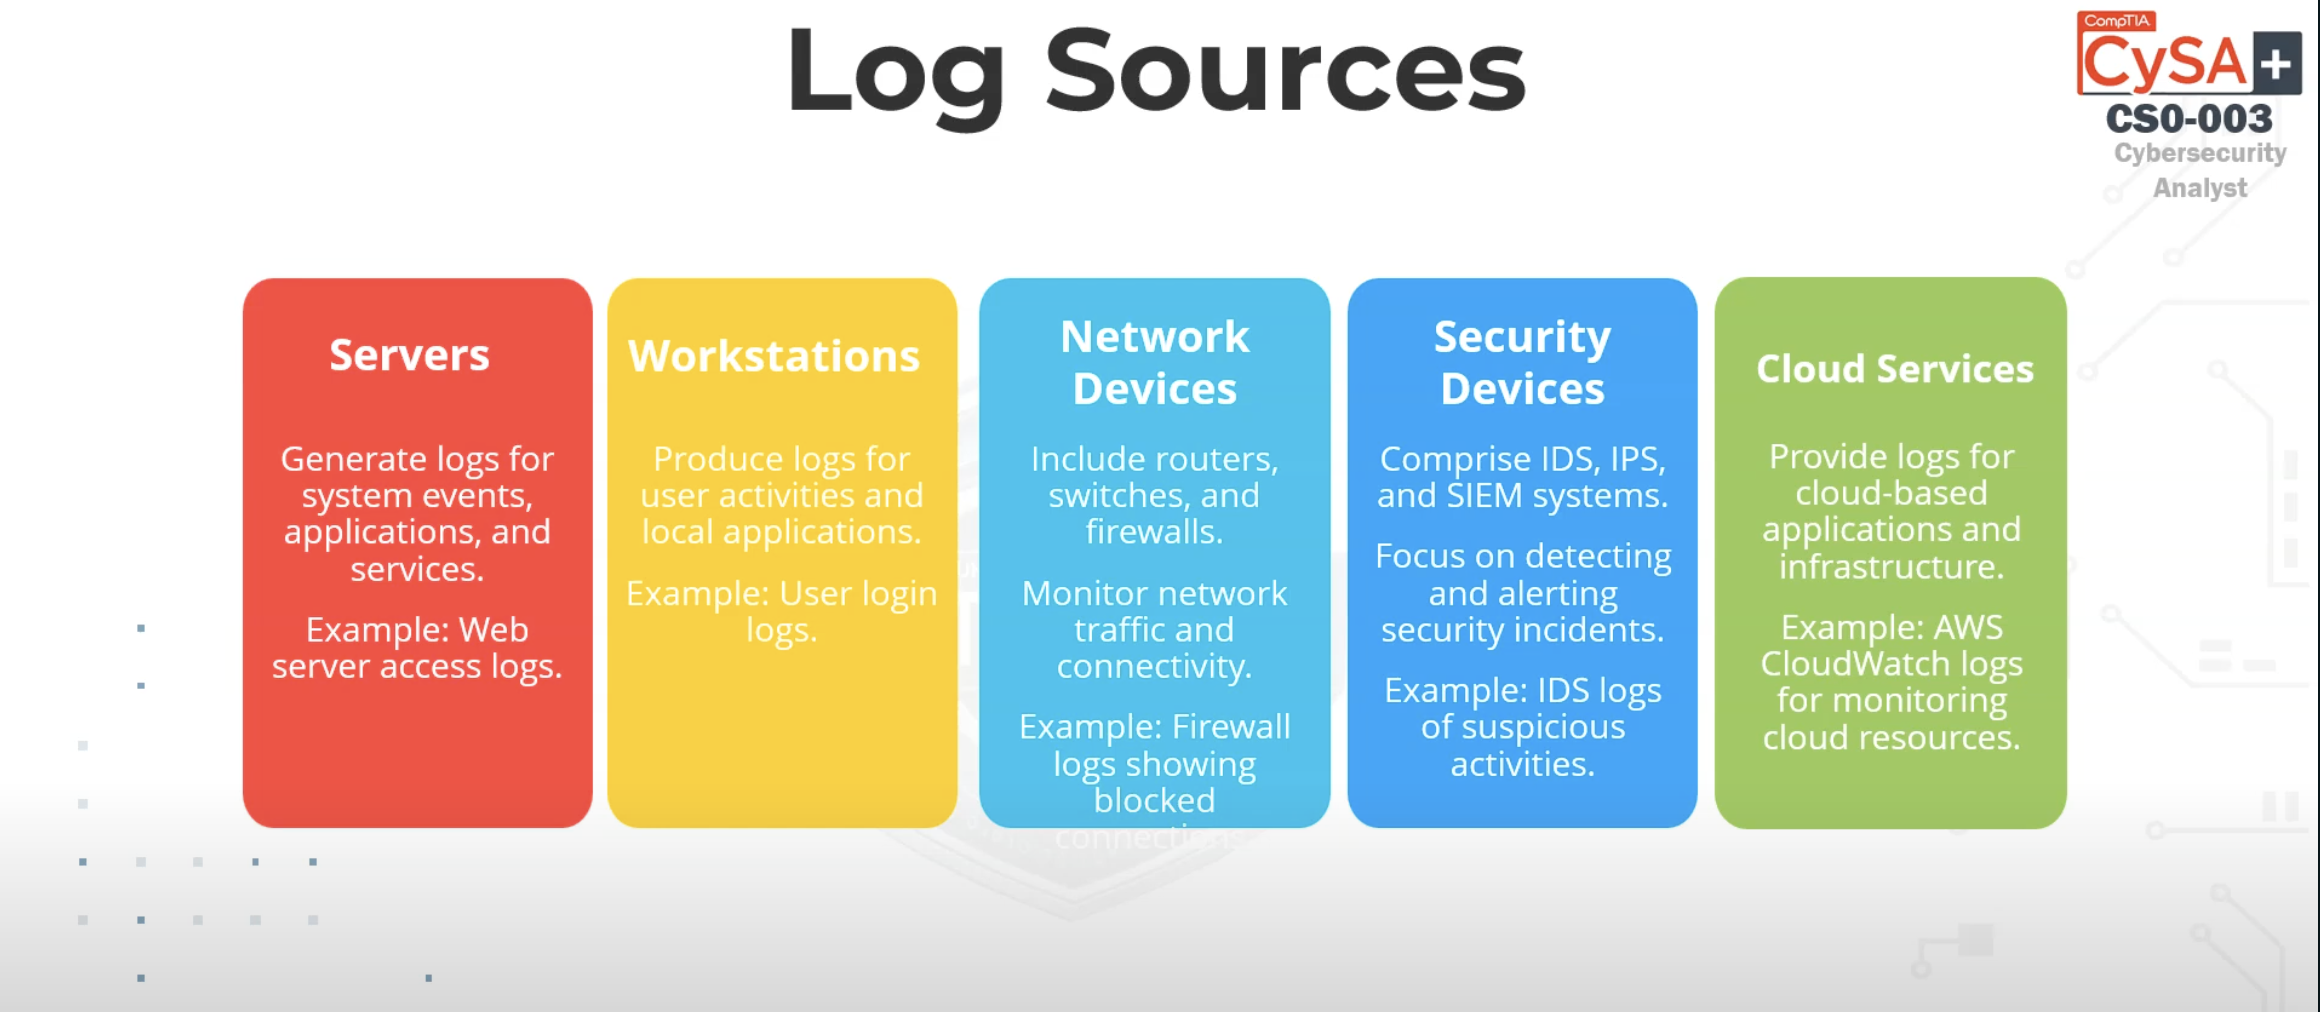 Log Sources
CompTIA
CySA+
CS0-003
Cybersecurity
Analyst
Servers
Generate logs for
system events,
applications, and
services.
Example: Web
server access logs.
Workstations
Produce logs for
user activities and
local applications.
Example: User login
logs.
Network
Devices
Include routers,
switches, and
firewalls.
Monitor network
traffic and
connectivity.
Example: Firewall
logs showing
blocked
connections.
Security
Devices
Comprise IDS, IPS,
and SIEM systems.
Focus on detecting
and alerting
security incidents.
Example: IDS logs
of suspicious
activities.
Cloud Services
Provide logs for
cloud-based
applications and
infrastructure.
Example: AWS
CloudWatch logs
for monitoring
cloud resources.